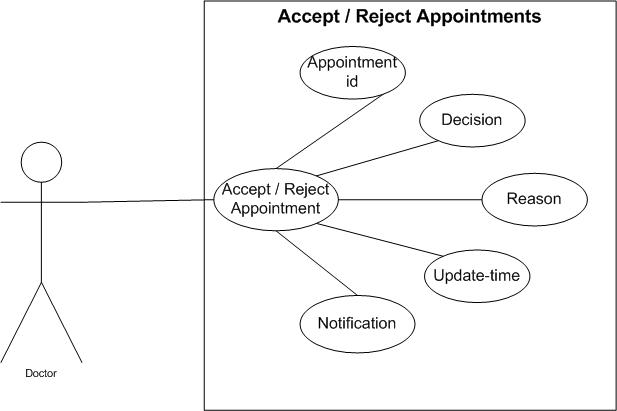 Accept / Reject Appointments
Appointment
id
Decision
Accept / Reject
Appointment
Reason
Update-time
Notification
Doctor